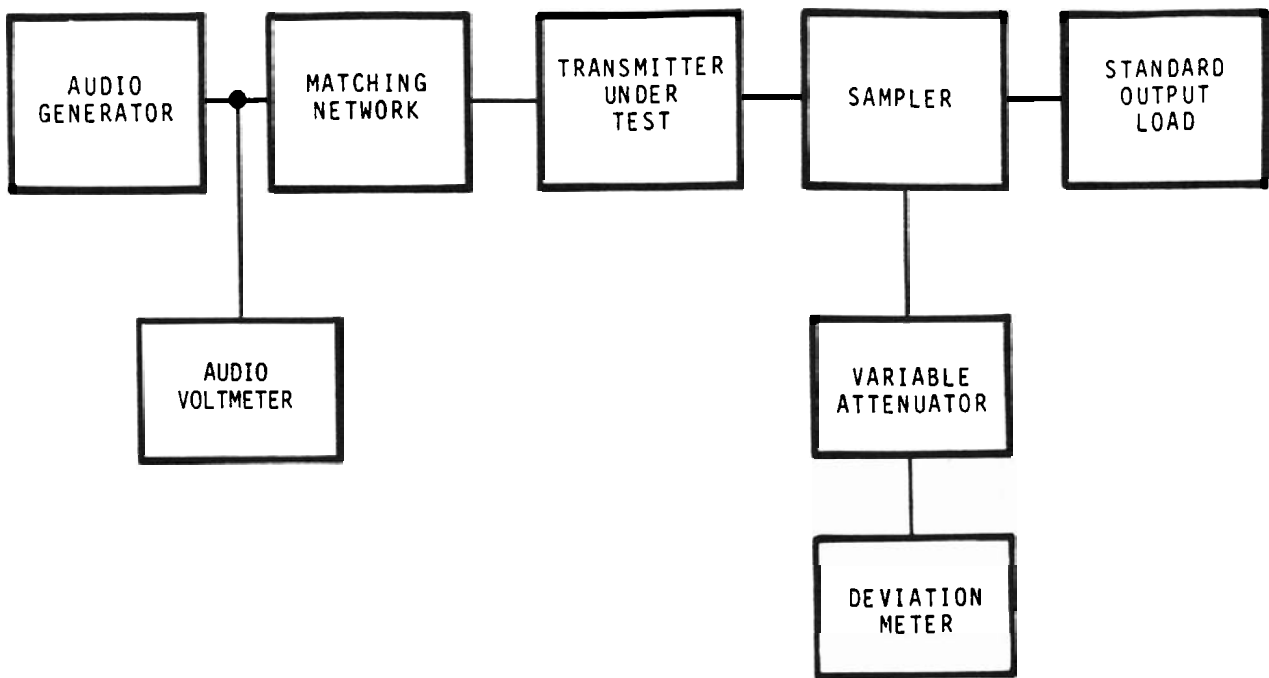 AUDIO
GENERATOR
MATCHING
NETWORK
TRANSMITTER
UNDER
TEST
SAMPLER
STANDARD
OUTPUT
LOAD
AUDIO
VOLTMETER
VARIABLE
ATTENUATOR
DEVIATION
METER